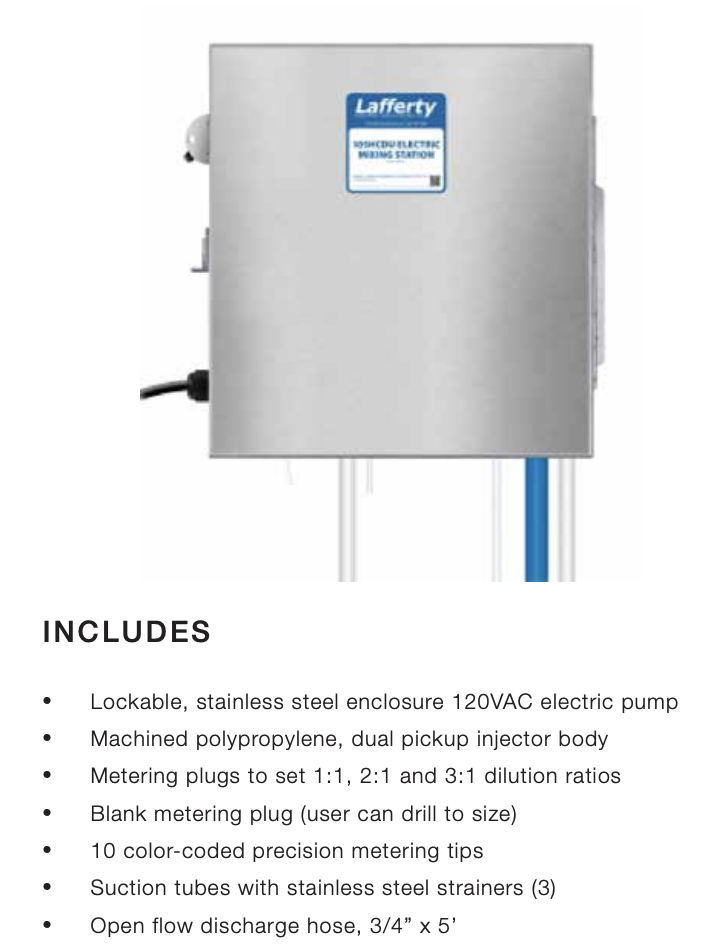 Lafferty
ELECTRIC
MIXING STATION
INCLUDES
• Lockable, stainless steel enclosure 120VAC electric pump
• Machined polypropylene, dual pickup injector body
• Metering plugs to set 1:1, 2:1 and 3:1 dilution ratios
• Blank metering plug (user can drill to size)
• 10 color-coded precision metering tips
• Suction tubes with stainless steel strainers (3)
• Open flow discharge hose, 3/4” x 5’